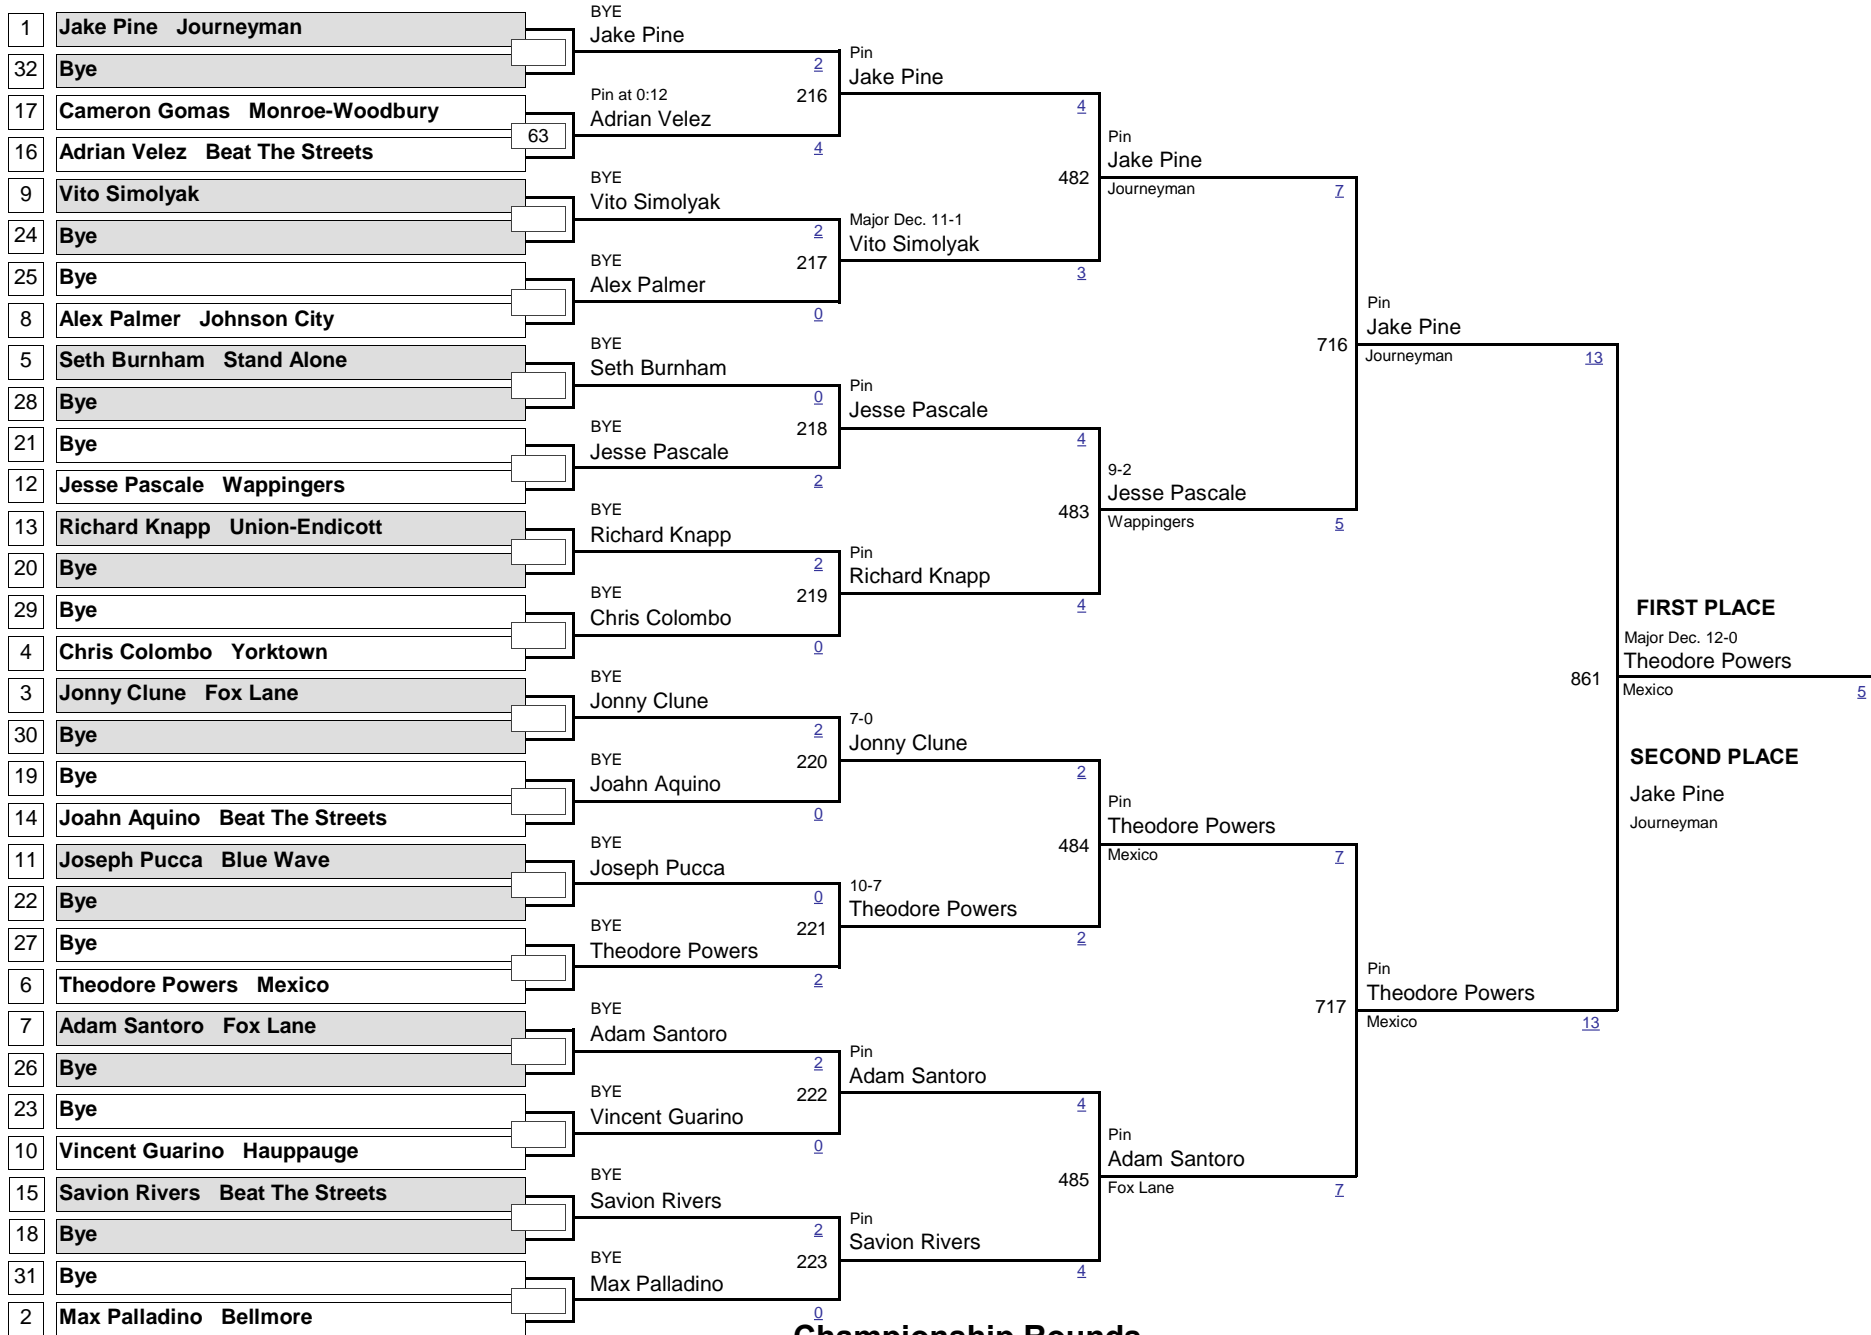 1 Jake Pine Journeyman
32 Bye
17 Cameron Gomas Monroe-Woodbury
16 Adrian Velez Beat The Streets
63
9 Vito Simolyak
24 Bye
25 Bye
8 Alex Palmer Johnson City
5 Seth Burnham Stand Alone
28 Bye
21 Bye
12 Jesse Pascale Wappingers
13 Richard Knapp Union-Endicott
20 Bye
29 Bye
4 Chris Colombo Yorktown
3 Jonny Clune Fox Lane
30 Bye
19 Bye
14 Joahn Aquino Beat The Streets
11 Joseph Pucca Blue Wave
22 Bye
27 Bye
6 Theodore Powers Mexico
7 Adam Santoro Fox Lane
26 Bye
23 Bye
10 Vincent Guarino Hauppauge
15 Savion Rivers Beat The Streets
18 Bye
31 Bye
2 Max Palladino Bellmore
BYE
Jake Pine
2
Pin at 0:12
216
Adrian Velez
4
BYE
Vito Simolyak
2
BYE
217
Alex Palmer
0
BYE
Seth Burnham
0
BYE
218
Jesse Pascale
2
BYE
Richard Knapp
2
BYE
219
Chris Colombo
0
BYE
Jonny Clune
2
BYE
220
Joahn Aquino
0
BYE
Joseph Pucca
0
BYE
221
Theodore Powers
2
BYE
Adam Santoro
2
BYE
222
Vincent Guarino
0
BYE
Savion Rivers
2
BYE
223
Max Palladino
0
Pin
Jake Pine
4
482
Major Dec. 11-1
Vito Simolyak
3
Pin
Jesse Pascale
4
483
Pin
Richard Knapp
4
7-0
Jonny Clune
2
484
10-7
Theodore Powers
2
Pin
Adam Santoro
4
485
Pin
Savion Rivers
4
Pin
Jake Pine
Journeyman
7
716
9-2
Jesse Pascale
Wappingers
5
Pin
Theodore Powers
Mexico
7
717
Pin
Adam Santoro
Fox Lane
7
Pin
Jake Pine
Journeyman
13
861
Pin
Theodore Powers
Mexico
13
FIRST PLACE
Major Dec. 12-0
Theodore Powers
Mexico
5
SECOND PLACE
Jake Pine
Journeyman
Championship Rounds